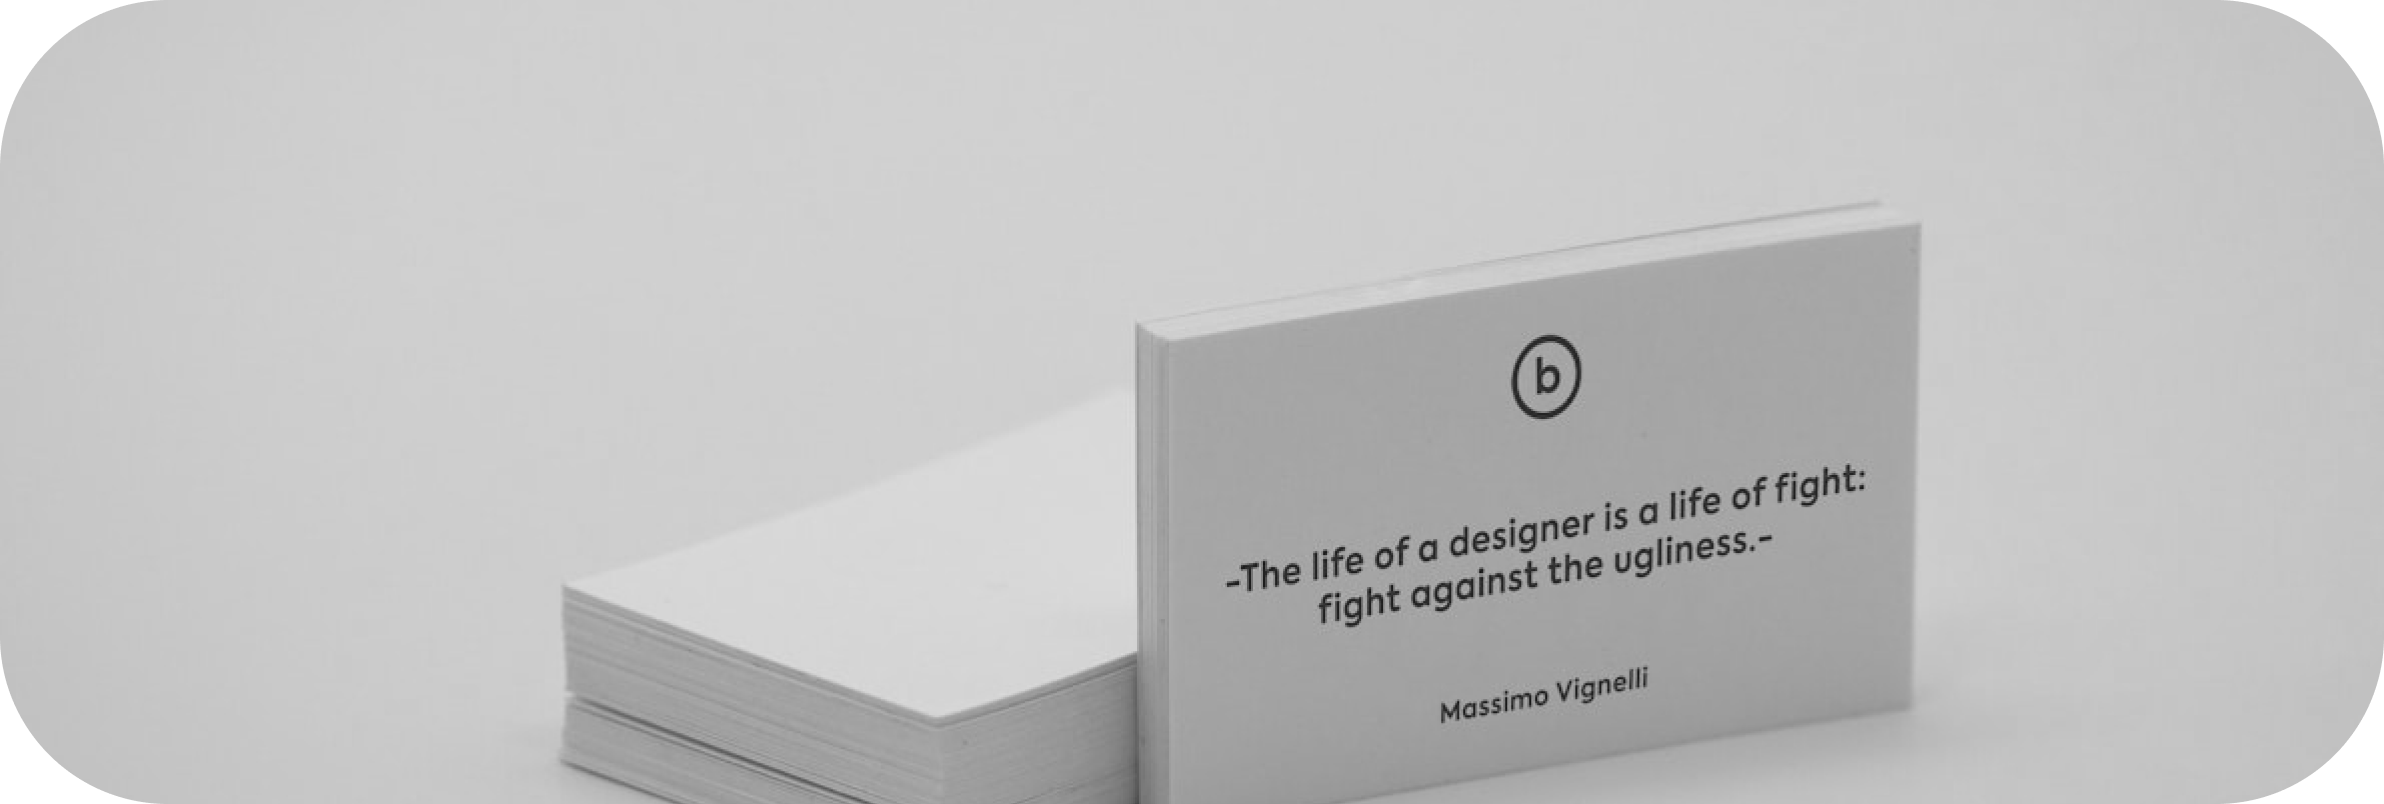 b
-The life of a designer is a life of fight:
fight against the ugliness.-
Massimo Vignelli